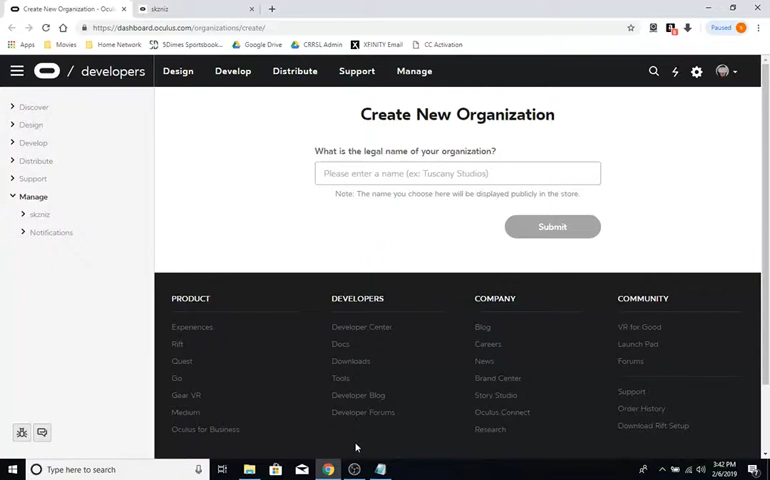 Create New Organization - Ocu
skzniz
https://dashboard.oculus.com/organizations/create/
Paused
Apps
Movies
Home Network
5Dimes Sportsbook...
Google Drive
CRRSL Admin
XFINITY Email
CC Activation
/ developers
Design
Develop
Distribute
Support
Manage
Discover
Design
Develop
Distribute
Support
Manage
skzniz
Notifications
Create New Organization
What is the legal name of your organization?
Please enter a name (ex: Tuscany Studios)
Note: The name you choose here will be displayed publicly in the store.
Submit
PRODUCT
Experiences
Rift
Quest
Go
Gear VR
Medium
Oculus for Business
DEVELOPERS
Developer Center
Docs
Downloads
Tools
Developer Blog
Developer Forums
COMPANY
Blog
Careers
News
Brand Center
Story Studios
Oculus Connect
Research
COMMUNITY
VR for Good
Launch Pad
Forums
Support
Order History
Download Rift Setup
Type here to search
3:42 PM
2/6/2019